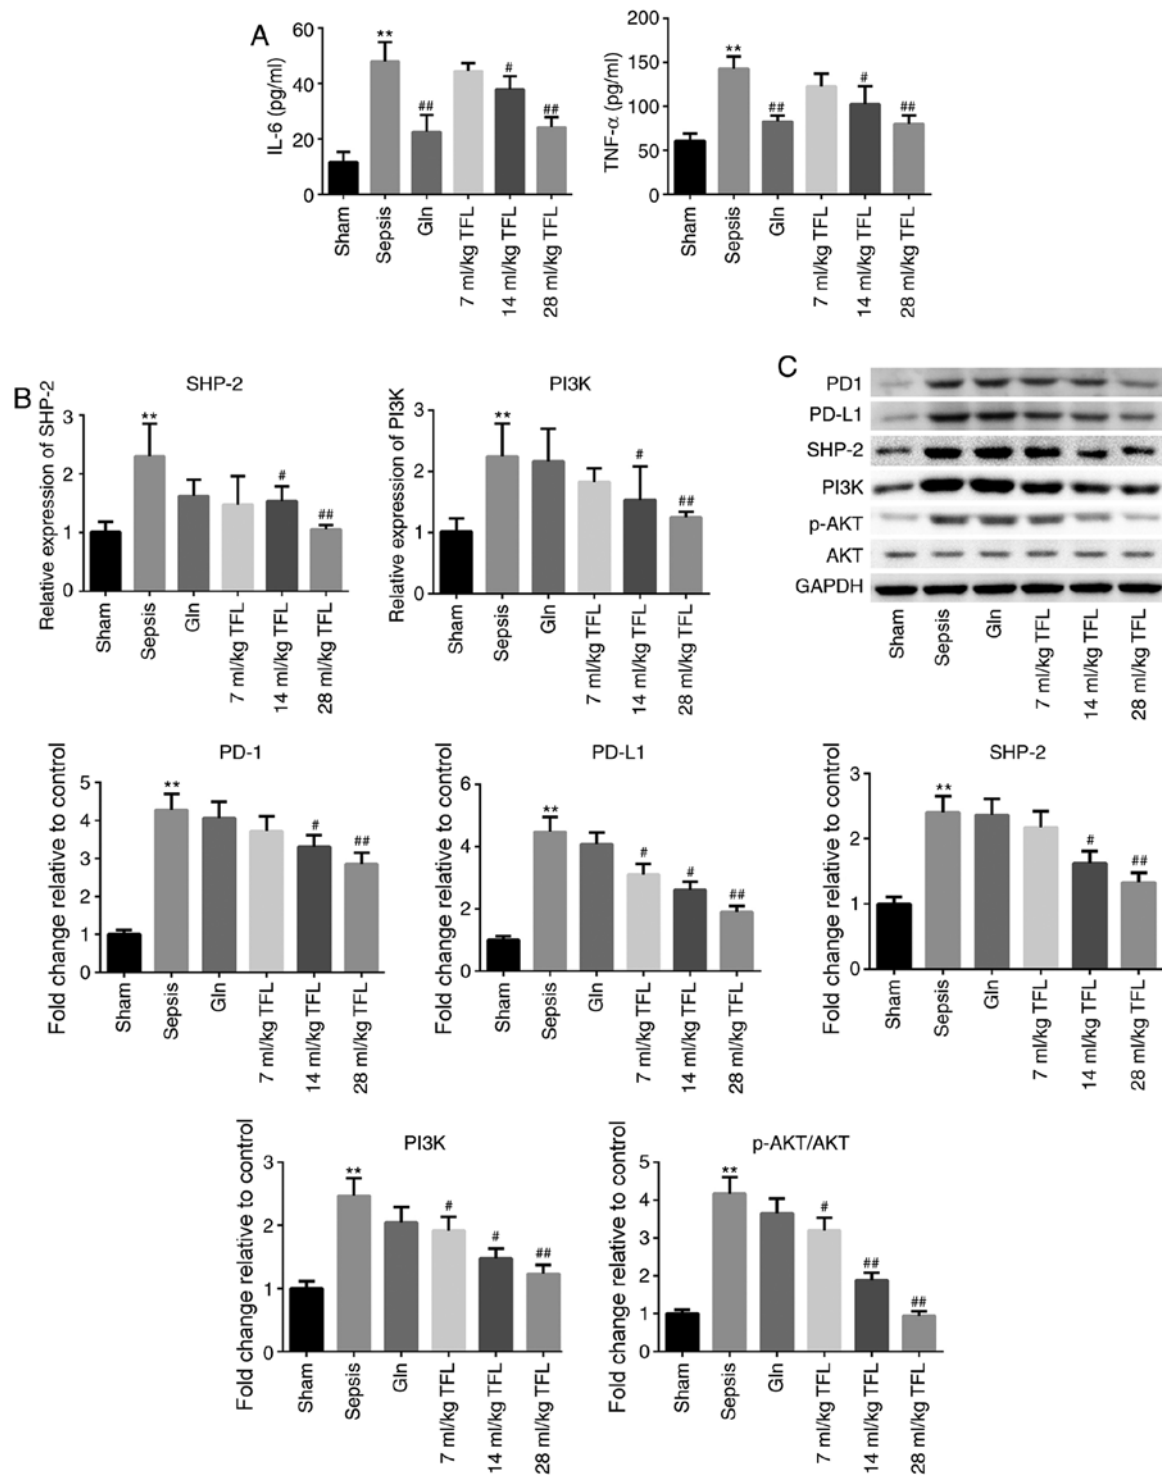 A
IL-6 (pg/ml)
60
40
20
0
**
##
#
##
Sham
Sepsis
Gln
7 ml/kg TFL
14 ml/kg TFL
28 ml/kg TFL
TNF-α (pg/ml)
200
150
100
50
0
**
##
#
##
Sham
Sepsis
Gln
7 ml/kg TFL
14 ml/kg TFL
28 ml/kg TFL
B
SHP-2
Relative expression of SHP-2
3
2
1
0
**
#
##
Sham
Sepsis
Gln
7 ml/kg TFL
14 ml/kg TFL
28 ml/kg TFL
PI3K
Relative expression of PI3K
3
2
1
0
**
#
##
Sham
Sepsis
Gln
7 ml/kg TFL
14 ml/kg TFL
28 ml/kg TFL
C
PD1
PD-L1
SHP-2
PI3K
p-AKT
AKT
GAPDH
Sham
Sepsis
Gln
7 ml/kg TFL
14 ml/kg TFL
28 ml/kg TFL
PD-1
Fold change relative to control
5
4
3
2
1
0
**
#
##
Sham
Sepsis
Gln
7 ml/kg TFL
14 ml/kg TFL
28 ml/kg TFL
PD-L1
Fold change relative to control
6
4
2
0
**
#
#
##
Sham
Sepsis
Gln
7 ml/kg TFL
14 ml/kg TFL
28 ml/kg TFL
SHP-2
Fold change relative to control
3
2
1
0
**
#
##
Sham
Sepsis
Gln
7 ml/kg TFL
14 ml/kg TFL
28 ml/kg TFL
PI3K
Fold change relative to control
3
2
1
0
**
#
#
##
Sham
Sepsis
Gln
7 ml/kg TFL
14 ml/kg TFL
28 ml/kg TFL
p-AKT/AKT
Fold change relative to control
5
4
3
2
1
0
**
#
##
##
Sham
Sepsis
Gln
7 ml/kg TFL
14 ml/kg TFL
28 ml/kg TFL